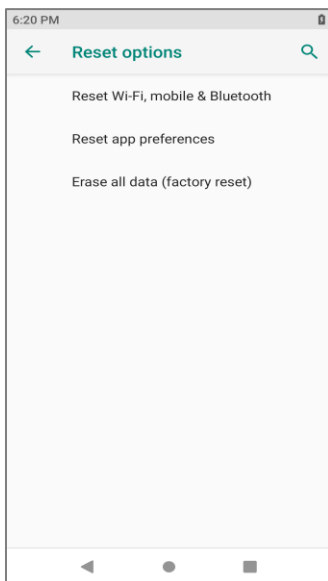 6:20 PM
Reset options
Reset Wi-Fi, mobile & Bluetooth
Reset app preferences
Erase all data (factory reset)